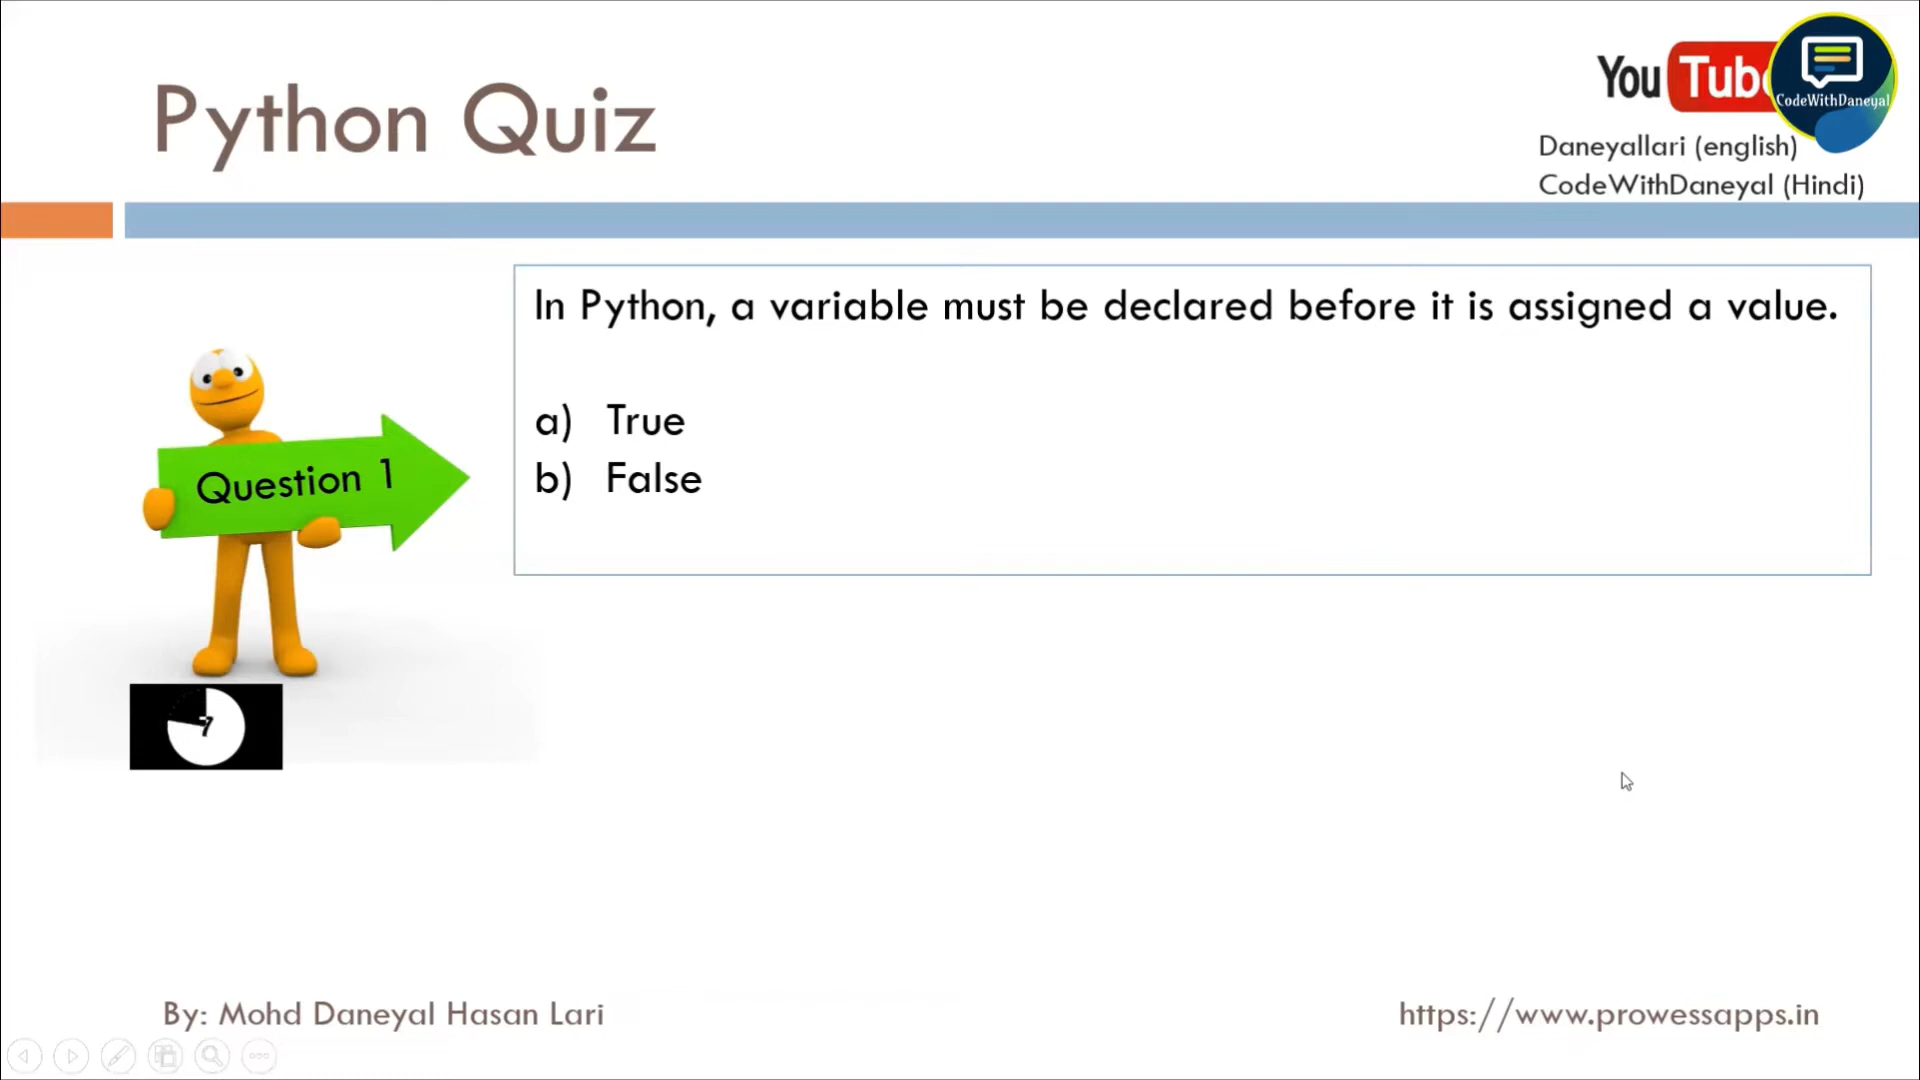 Python Quiz
You Tube
CodeWithDaneyal
Daneyallari (english)
CodeWithDaneyal (Hindi)
In Python, a variable must be declared before it is assigned a value.
a) True
b) False
Question 1
7
By: Mohd Daneyal Hasan Lari
https://www.prowessapps.in